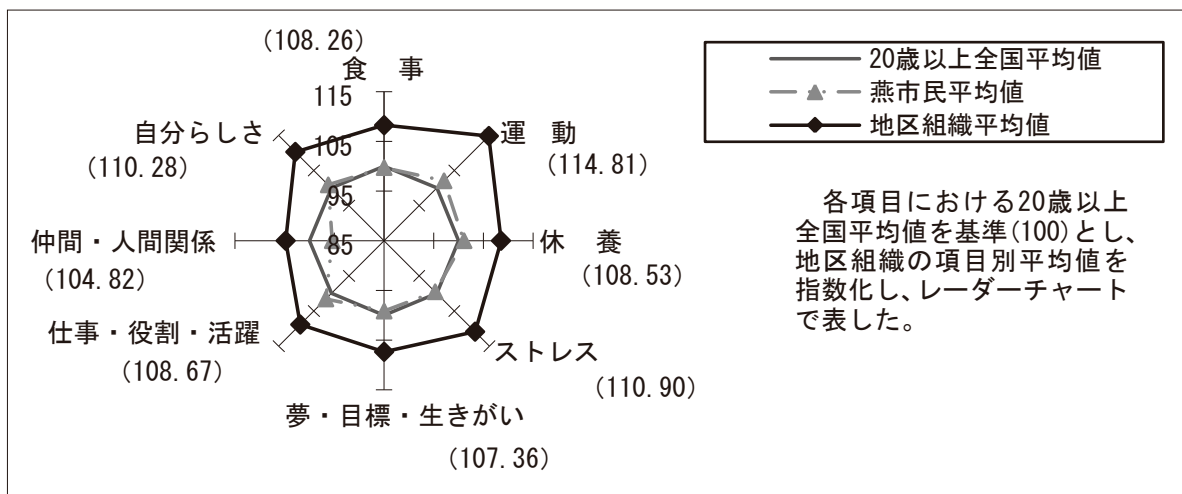 (108.26)
食　事
115
105
95
85
運　動
(114.81)
休　養
(108.53)
ストレス
(110.90)
夢・目標・生きがい
(107.36)
仕事・役割・活躍
(108.67)
仲間・人間関係
(104.82)
自分らしさ
(110.28)
20歳以上全国平均値
燕市民平均値
地区組織平均値
各項目における20歳以上
全国平均値を基準(100)とし、
地区組織の項目別平均値を
指数化し、レーダーチャート
で表した。